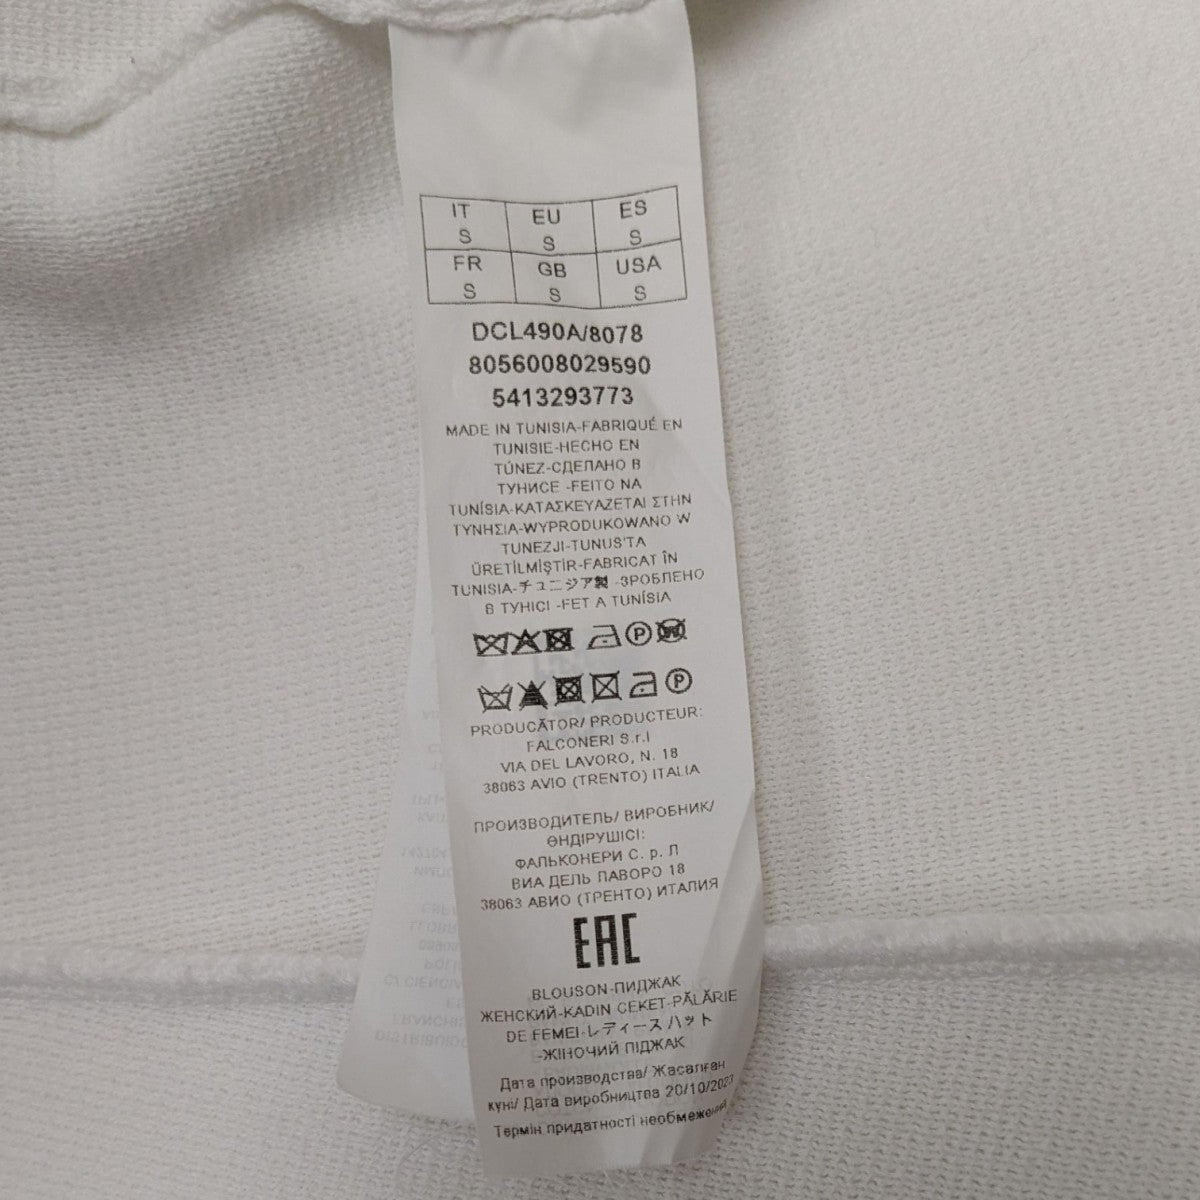 IT EU ES
S S S
FR GB USA
S S S
DCL490A/8078
8056008029590
5413293773
MADE IN TUNISIA-FABRIQUÉ EN
TUNISIE-HECHO EN
TÚNEZ-СДЕЛАНО В
ТУНИСЕ -FEITO NA
TUNÍSIA-ΚΑΤΑΣΚΕΥΑΖΕΤΑΙ ΣΤΗΝ
ΤΥΝΗΣΙΑ-WYPRODUKOWANO W
TUNEZJI-TUNUS'TA
ÜRETİLMİŞTİR-FABRICAT ÎN
TUNISIA-チュニジア製 -ЗРОБЛЕНО
В ТУНІСІ -FET A TUNÍSIA
PRODUCĂTOR/ PRODUCTEUR:
FALCONERI S.r.l
VIA DEL LAVORO, N. 18
38063 AVIO (TRENTO) ITALIA
ПРОИЗВОДИТЕЛЬ/ ВИРОБНИК/
ӨНДІРУШІСІ:
ФАЛЬКОНЕРИ С. р. Л
ВИА ДЕЛЬ ЛАВОРО 18
38063 АВИО (ТРЕНТО) ИТАЛИЯ
EAC
BLOUSON-ПИДЖАК
ЖЕНСКИЙ-KADIN CEKET-PĂLĂRIE
DE FEMEI-レディースハット
-ЖІНОЧИЙ ПІДЖАК
Дата производства/ Жасалған
күні/ Дата виробництва 20/10/2023
Термін придатності необмежений